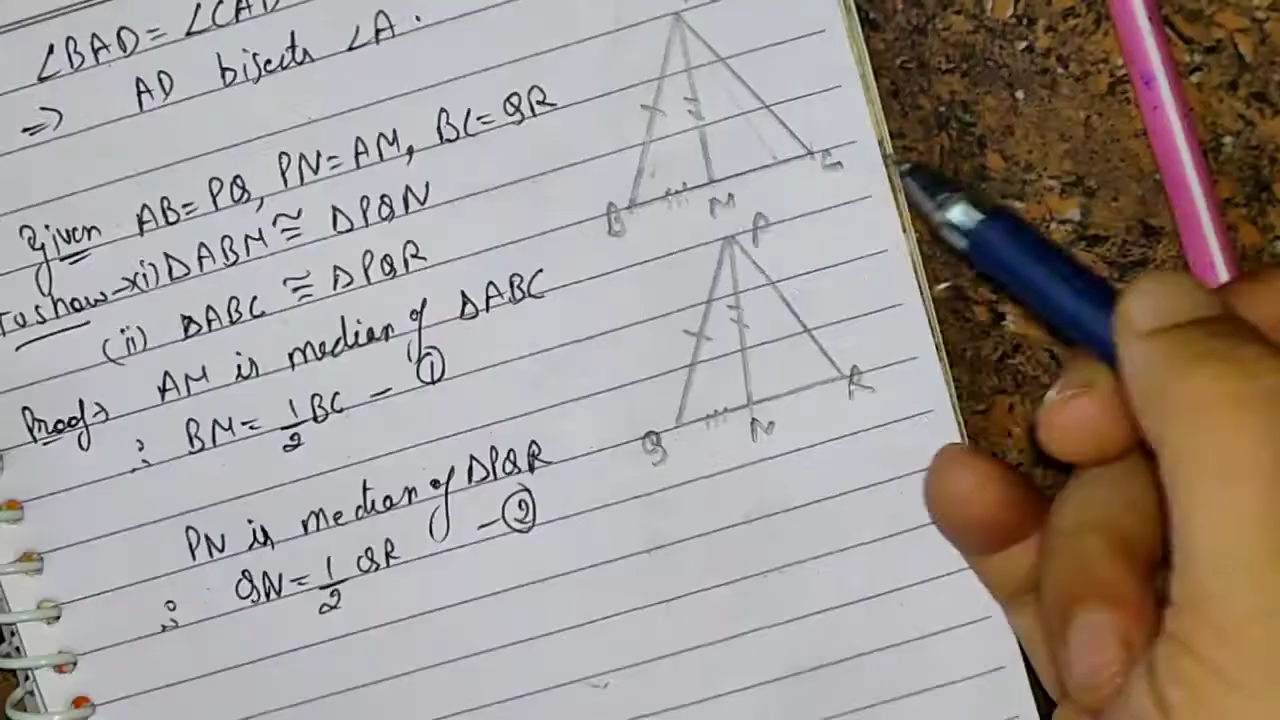 ∠BAD = ∠CAD
⇒ AD bisects ∠A.
Given AB = PQ, PN = AM, BC = QR
To show → (i) ΔABM ≅ ΔPQN
(ii) ΔABC ≅ ΔPQR
Proof → AM is median of ΔABC
∴ BM = 1/2 BC – ①
PN is median of ΔPQR
∴ QN = 1/2 QR – ②
B M C
P
Q N R